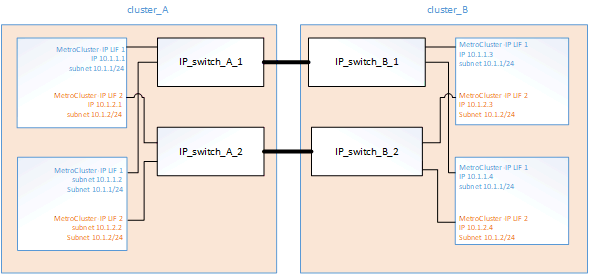 cluster_A
cluster_B
MetroCluster-IP LIF 1
IP 10.1.1.1
subnet 10.1.1/24
MetroCluster-IP LIF 2
IP 10.1.2.1
subnet 10.1.2/24
IP_switch_A_1
IP_switch_B_1
MetroCluster-IP LIF 1
IP 10.1.1.3
subnet 10.1.1/24
MetroCluster-IP LIF 2
IP 10.1.2.3
Subnet 10.1.2/24
IP_switch_A_2
IP_switch_B_2
MetroCluster-IP LIF 1
subnet 10.1.1.2
Subnet 10.1.1/24
MetroCluster-IP LIF 2
subnet 10.1.2.2
Subnet 10.1.2/24
MetroCluster-IP LIF 1
IP 10.1.1.4
subnet 10.1.1/24
MetroCluster-IP LIF 2
IP 10.1.2.4
Subnet 10.1.2/24